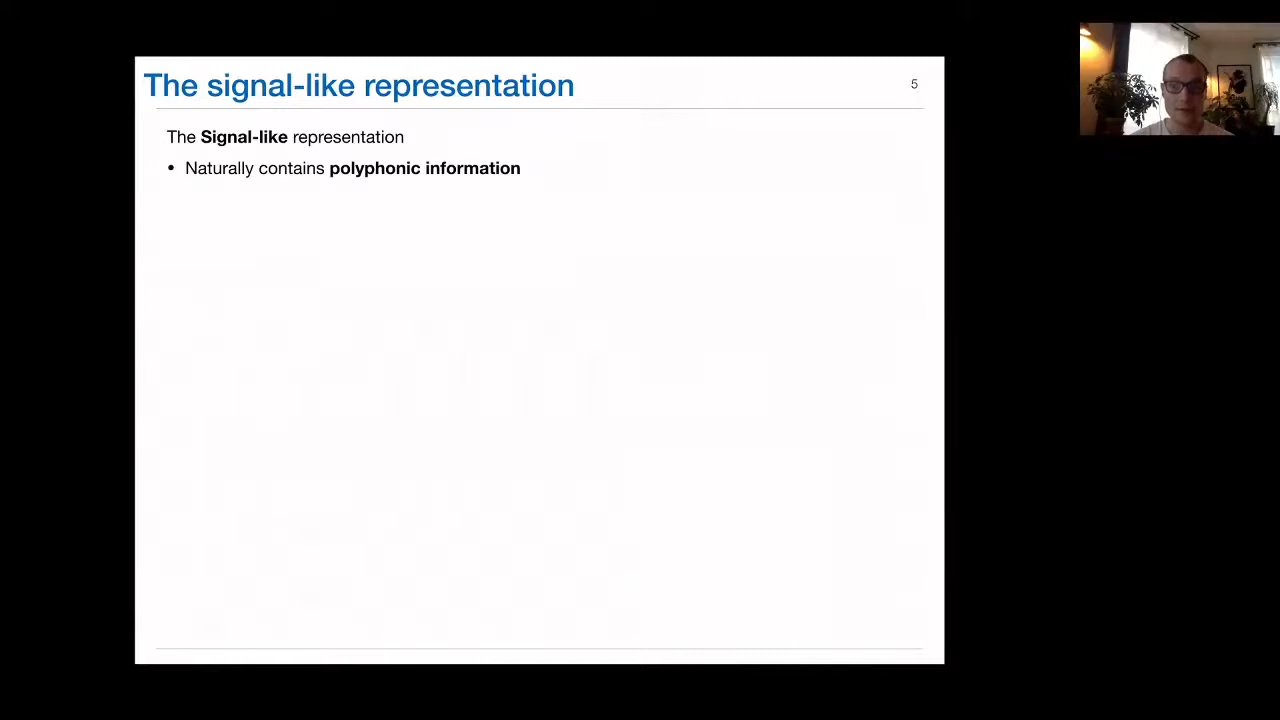 The signal-like representation
5
The Signal-like representation
• Naturally contains polyphonic information